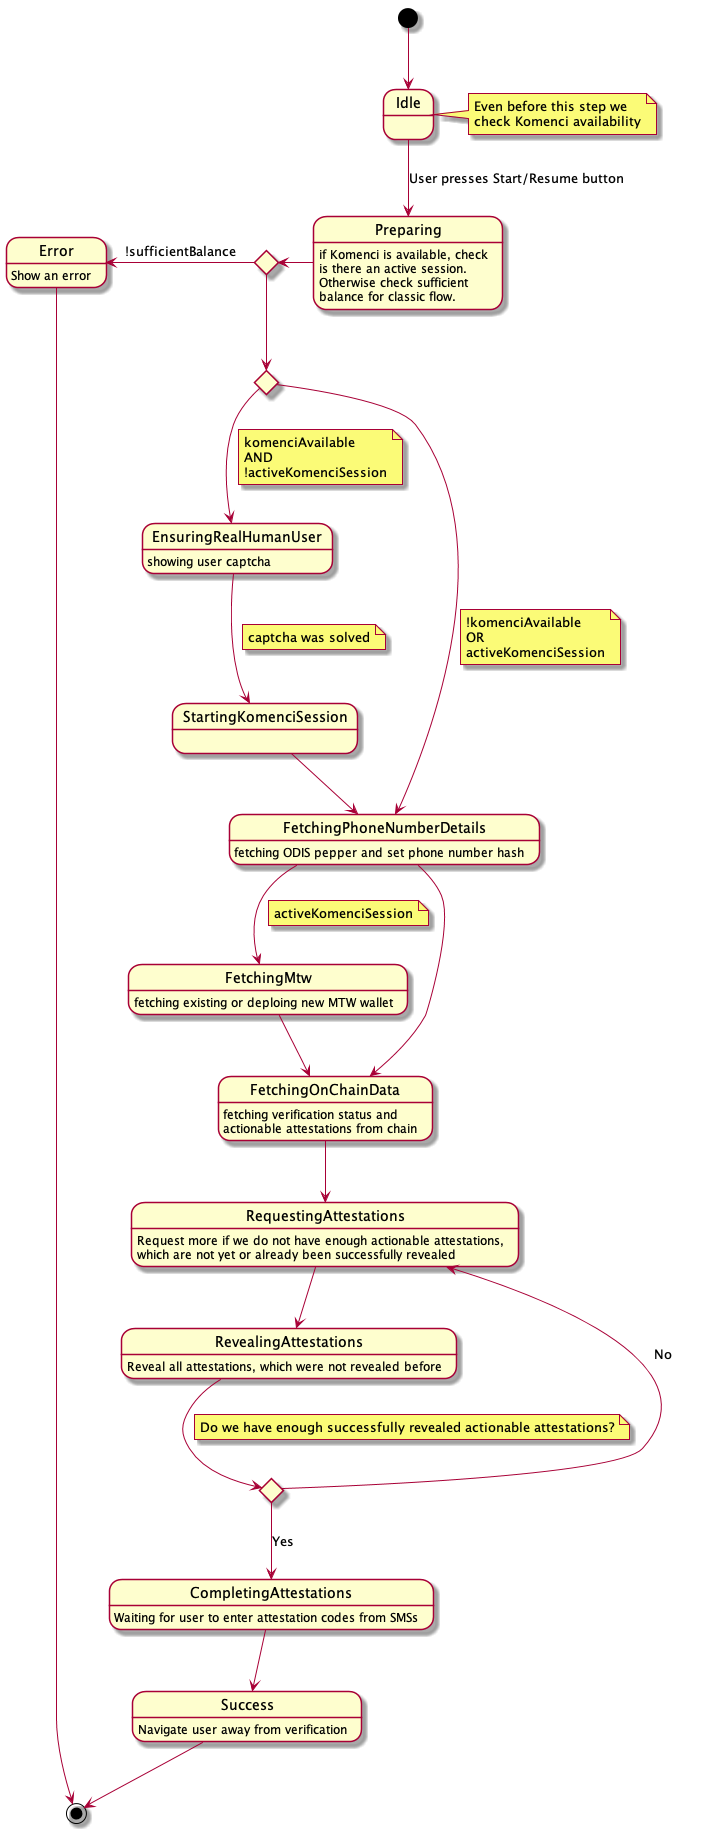 Idle
Even before this step we
check Komenci availability
User presses Start/Resume button
Preparing
if Komenci is available, check
is there an active session.
Otherwise check sufficient
balance for classic flow.
!sufficientBalance
Error
Show an error
komenciAvailable
AND
!activeKomenciSession
EnsuringRealHumanUser
showing user captcha
!komenciAvailable
OR
activeKomenciSession
captcha was solved
StartingKomenciSession
FetchingPhoneNumberDetails
fetching ODIS pepper and set phone number hash
activeKomenciSession
FetchingMtw
fetching existing or deploing new MTW wallet
FetchingOnChainData
fetching verification status and
actionable attestations from chain
RequestingAttestations
Request more if we do not have enough actionable attestations,
which are not yet or already been successfully revealed
RevealingAttestations
Reveal all attestations, which were not revealed before
No
Do we have enough successfully revealed actionable attestations?
Yes
CompletingAttestations
Waiting for user to enter attestation codes from SMSs
Success
Navigate user away from verification